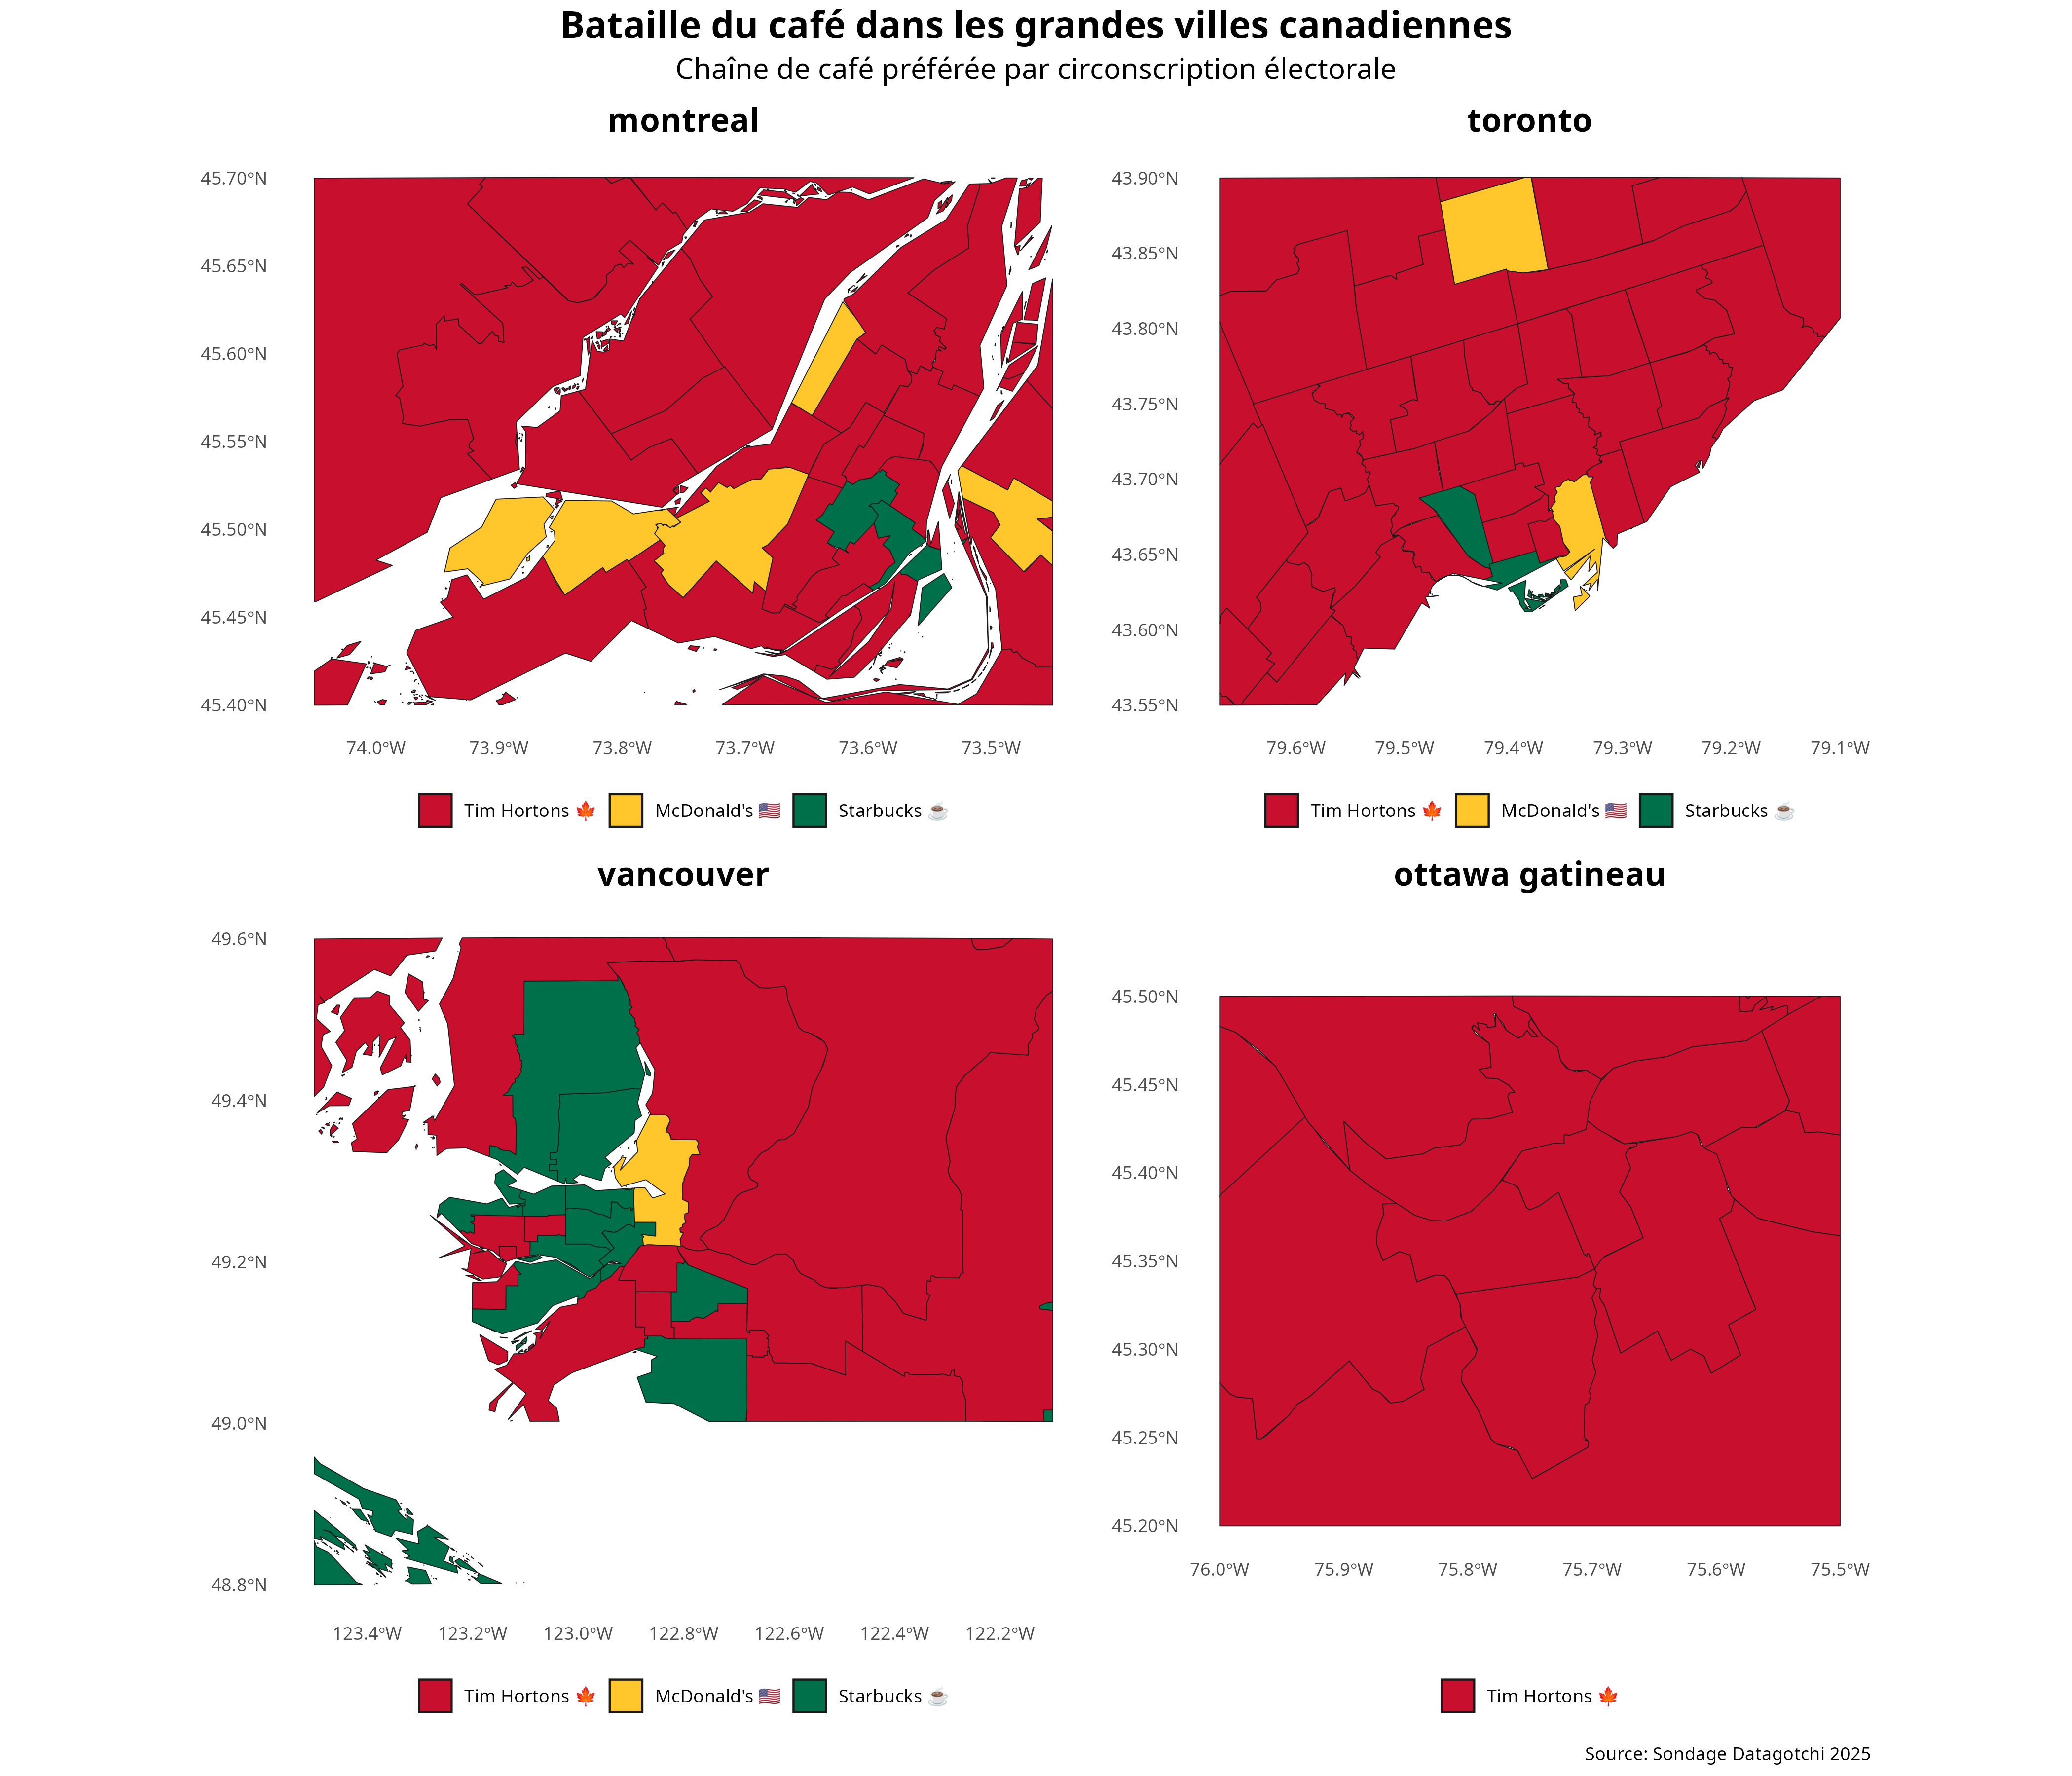 Bataille du café dans les grandes villes canadiennes
Chaîne de café préférée par circonscription électorale
montreal
45.70°N
45.65°N
45.60°N
45.55°N
45.50°N
45.45°N
45.40°N
74.0°W 73.9°W 73.8°W 73.7°W 73.6°W 73.5°W
Tim Hortons 🍁 McDonald's 🇺🇸 Starbucks ☕
toronto
43.90°N
43.85°N
43.80°N
43.75°N
43.70°N
43.65°N
43.60°N
43.55°N
79.6°W 79.5°W 79.4°W 79.3°W 79.2°W 79.1°W
Tim Hortons 🍁 McDonald's 🇺🇸 Starbucks ☕
vancouver
49.6°N
49.4°N
49.2°N
49.0°N
48.8°N
123.4°W 123.2°W 123.0°W 122.8°W 122.6°W 122.4°W 122.2°W
Tim Hortons 🍁 McDonald's 🇺🇸 Starbucks ☕
ottawa gatineau
45.50°N
45.45°N
45.40°N
45.35°N
45.30°N
45.25°N
45.20°N
76.0°W 75.9°W 75.8°W 75.7°W 75.6°W 75.5°W
Tim Hortons 🍁
Source: Sondage Datagotchi 2025